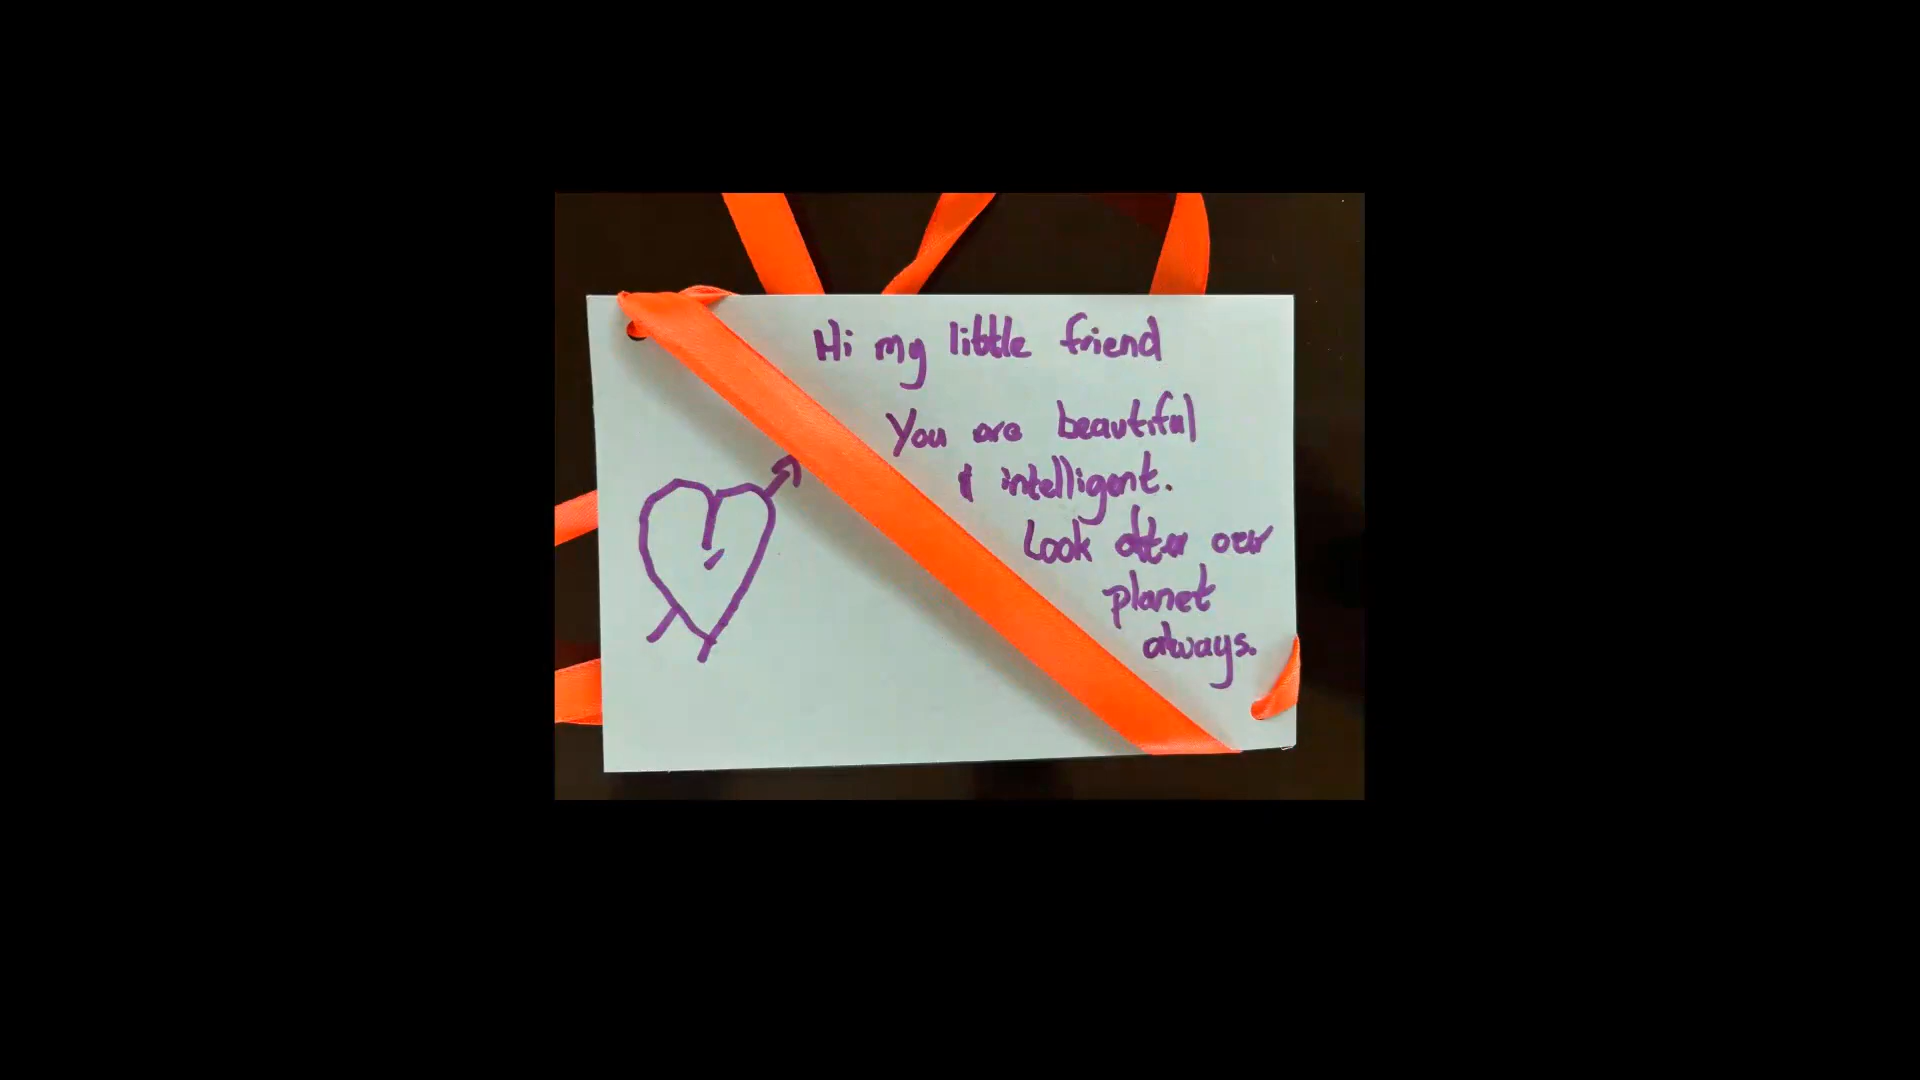 Hi my little friend
You are beautiful
& intelligent.
Look after our
planet
always.